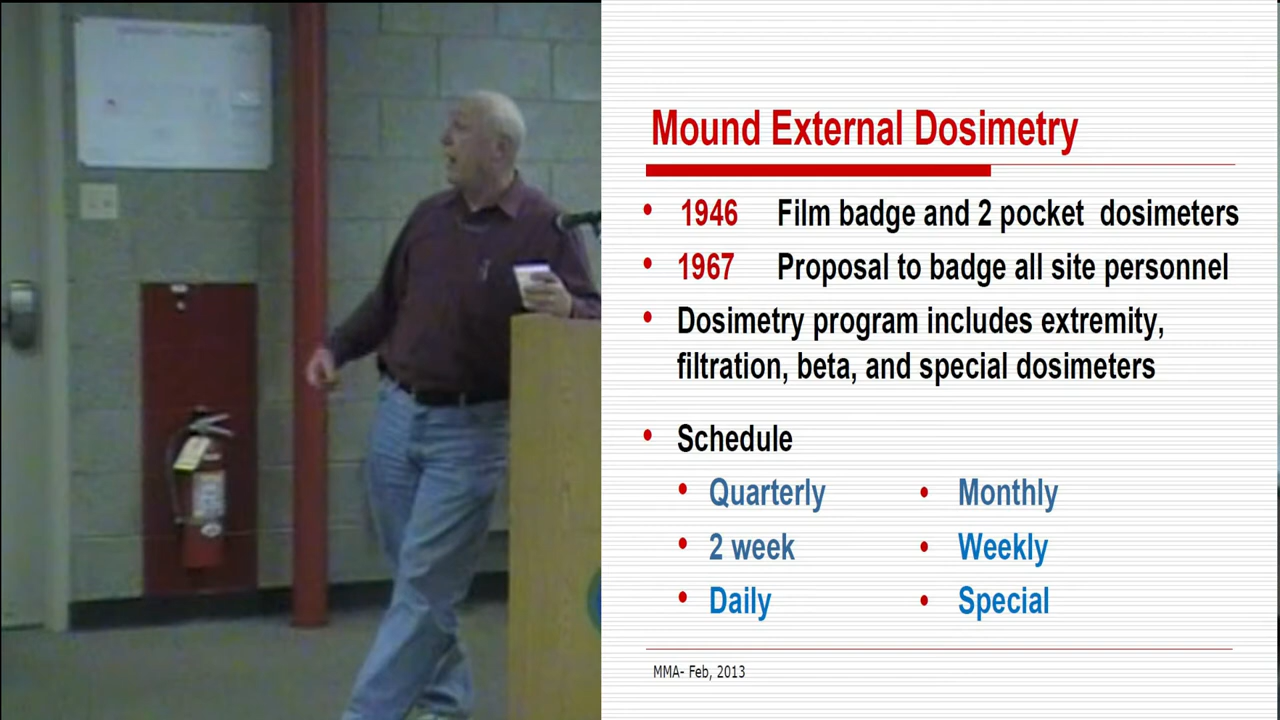 Mound External Dosimetry
• 1946 Film badge and 2 pocket dosimeters
• 1967 Proposal to badge all site personnel
• Dosimetry program includes extremity,
filtration, beta, and special dosimeters
• Schedule
• Quarterly • Monthly
• 2 week • Weekly
• Daily • Special
MMA- Feb, 2013